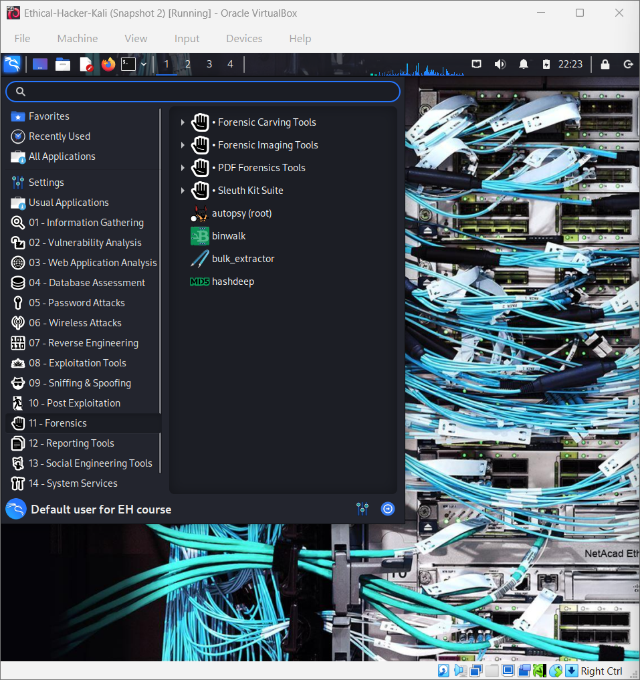 Ethical-Hacker-Kali (Snapshot 2) [Running] - Oracle VirtualBox
File Machine View Input Devices Help
1 2 3 4 22:23
Favorites
Recently Used
All Applications
Settings
Usual Applications
01 - Information Gathering
02 - Vulnerability Analysis
03 - Web Application Analysis
04 - Database Assessment
05 - Password Attacks
06 - Wireless Attacks
07 - Reverse Engineering
08 - Exploitation Tools
09 - Sniffing & Spoofing
10 - Post Exploitation
11 - Forensics
12 - Reporting Tools
13 - Social Engineering Tools
14 - System Services
• Forensic Carving Tools
• Forensic Imaging Tools
• PDF Forensics Tools
• Sleuth Kit Suite
autopsy (root)
binwalk
bulk_extractor
MD5 hashdeep
Default user for EH course
NetAcad Eth
Right Ctrl